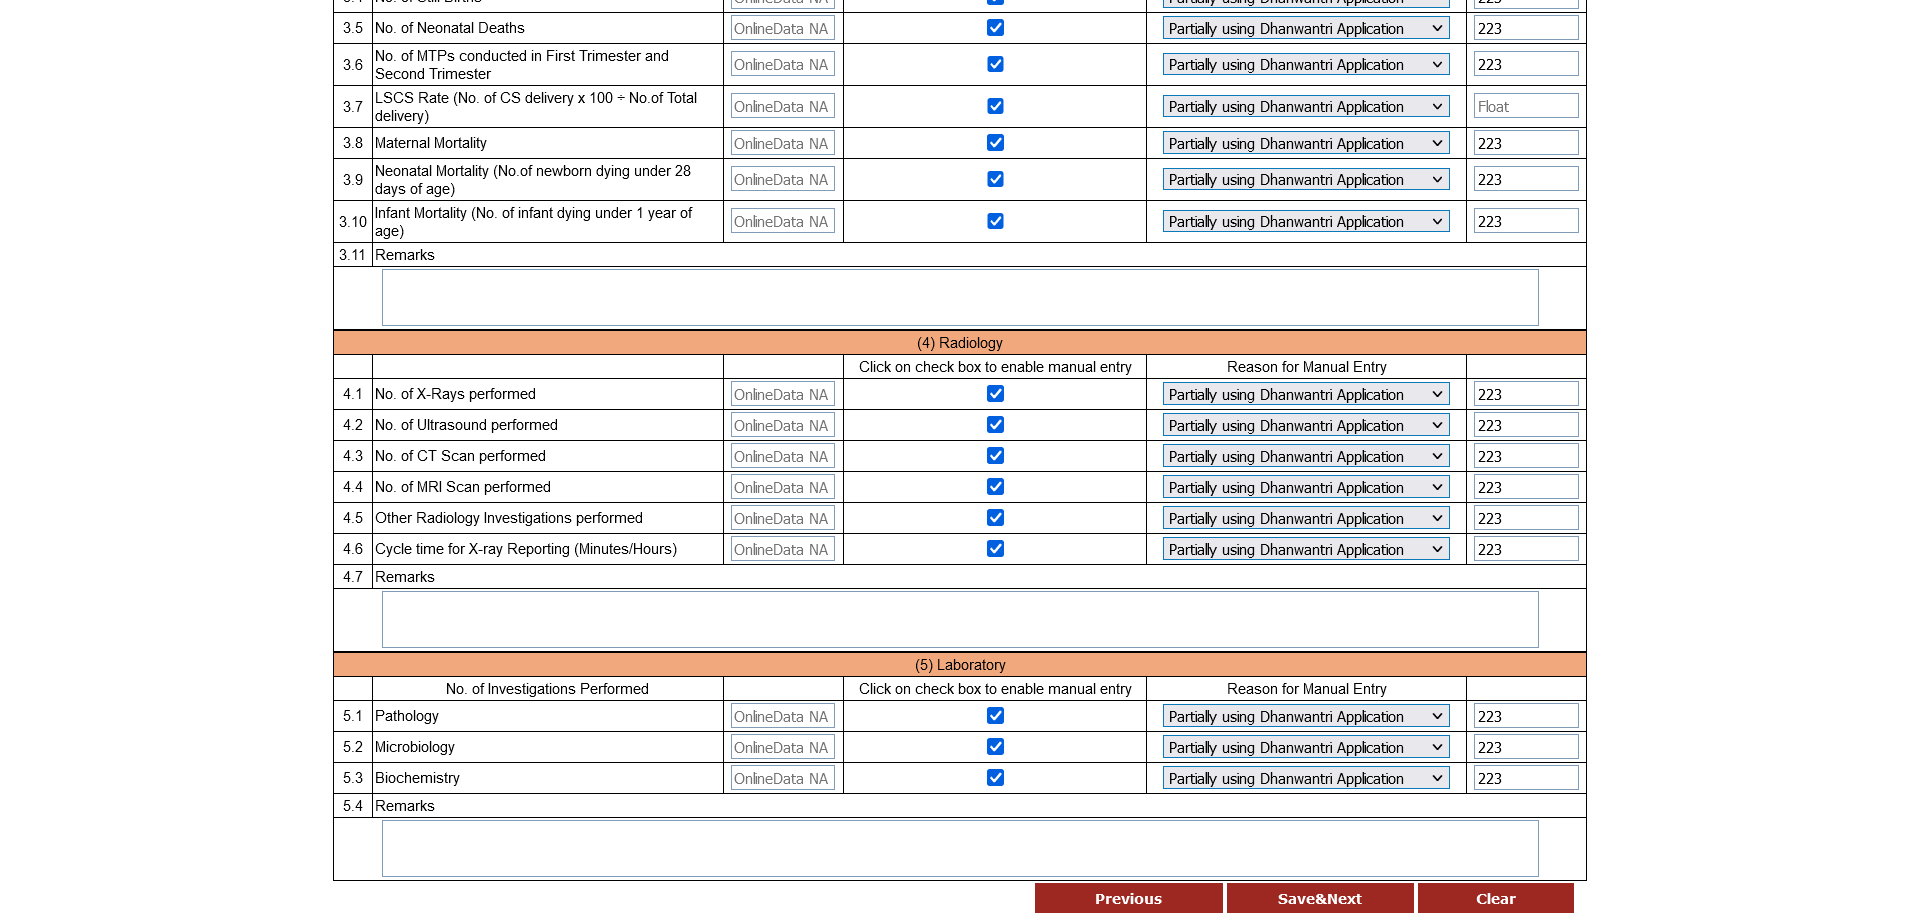 3.5 No. of Neonatal Deaths OnlineData NA Partially using Dhanwantri Application 223
3.6 No. of MTPs conducted in First Trimester and
Second Trimester OnlineData NA Partially using Dhanwantri Application 223
3.7 LSCS Rate (No. of CS delivery x 100 ÷ No.of Total
delivery) OnlineData NA Partially using Dhanwantri Application Float
3.8 Maternal Mortality OnlineData NA Partially using Dhanwantri Application 223
3.9 Neonatal Mortality (No.of newborn dying under 28
days of age) OnlineData NA Partially using Dhanwantri Application 223
3.10 Infant Mortality (No. of infant dying under 1 year of
age) OnlineData NA Partially using Dhanwantri Application 223
3.11 Remarks
(4) Radiology
Click on check box to enable manual entry Reason for Manual Entry
4.1 No. of X-Rays performed OnlineData NA Partially using Dhanwantri Application 223
4.2 No. of Ultrasound performed OnlineData NA Partially using Dhanwantri Application 223
4.3 No. of CT Scan performed OnlineData NA Partially using Dhanwantri Application 223
4.4 No. of MRI Scan performed OnlineData NA Partially using Dhanwantri Application 223
4.5 Other Radiology Investigations performed OnlineData NA Partially using Dhanwantri Application 223
4.6 Cycle time for X-ray Reporting (Minutes/Hours) OnlineData NA Partially using Dhanwantri Application 223
4.7 Remarks
(5) Laboratory
No. of Investigations Performed Click on check box to enable manual entry Reason for Manual Entry
5.1 Pathology OnlineData NA Partially using Dhanwantri Application 223
5.2 Microbiology OnlineData NA Partially using Dhanwantri Application 223
5.3 Biochemistry OnlineData NA Partially using Dhanwantri Application 223
5.4 Remarks
Previous Save&Next Clear